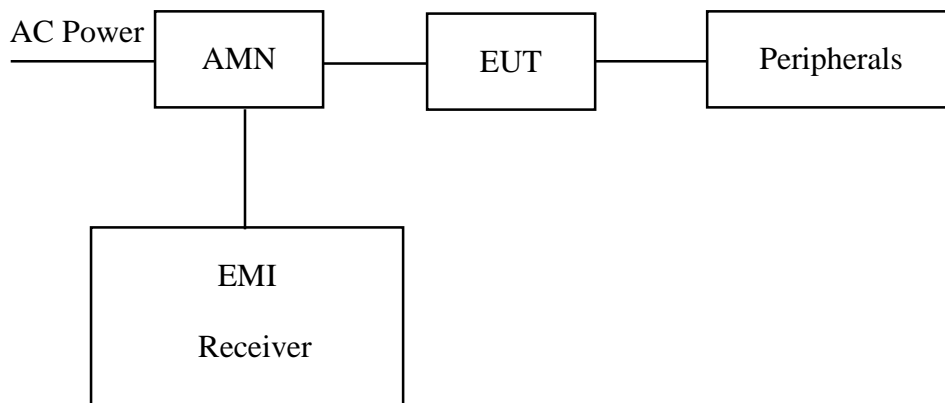 AC Power
AMN
EUT
Peripherals
EMI
Receiver